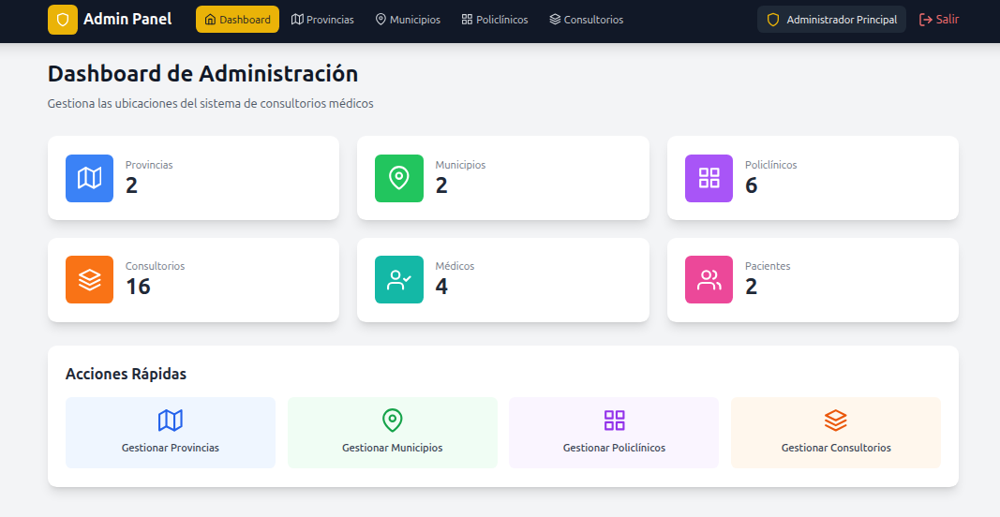 Admin Panel
Dashboard
Provincias
Municipios
Policlínicos
Consultorios
Administrador Principal
Salir
Dashboard de Administración
Gestiona las ubicaciones del sistema de consultorios médicos
Provincias
2
Municipios
2
Policlínicos
6
Consultorios
16
Médicos
4
Pacientes
2
Acciones Rápidas
Gestionar Provincias
Gestionar Municipios
Gestionar Policlínicos
Gestionar Consultorios